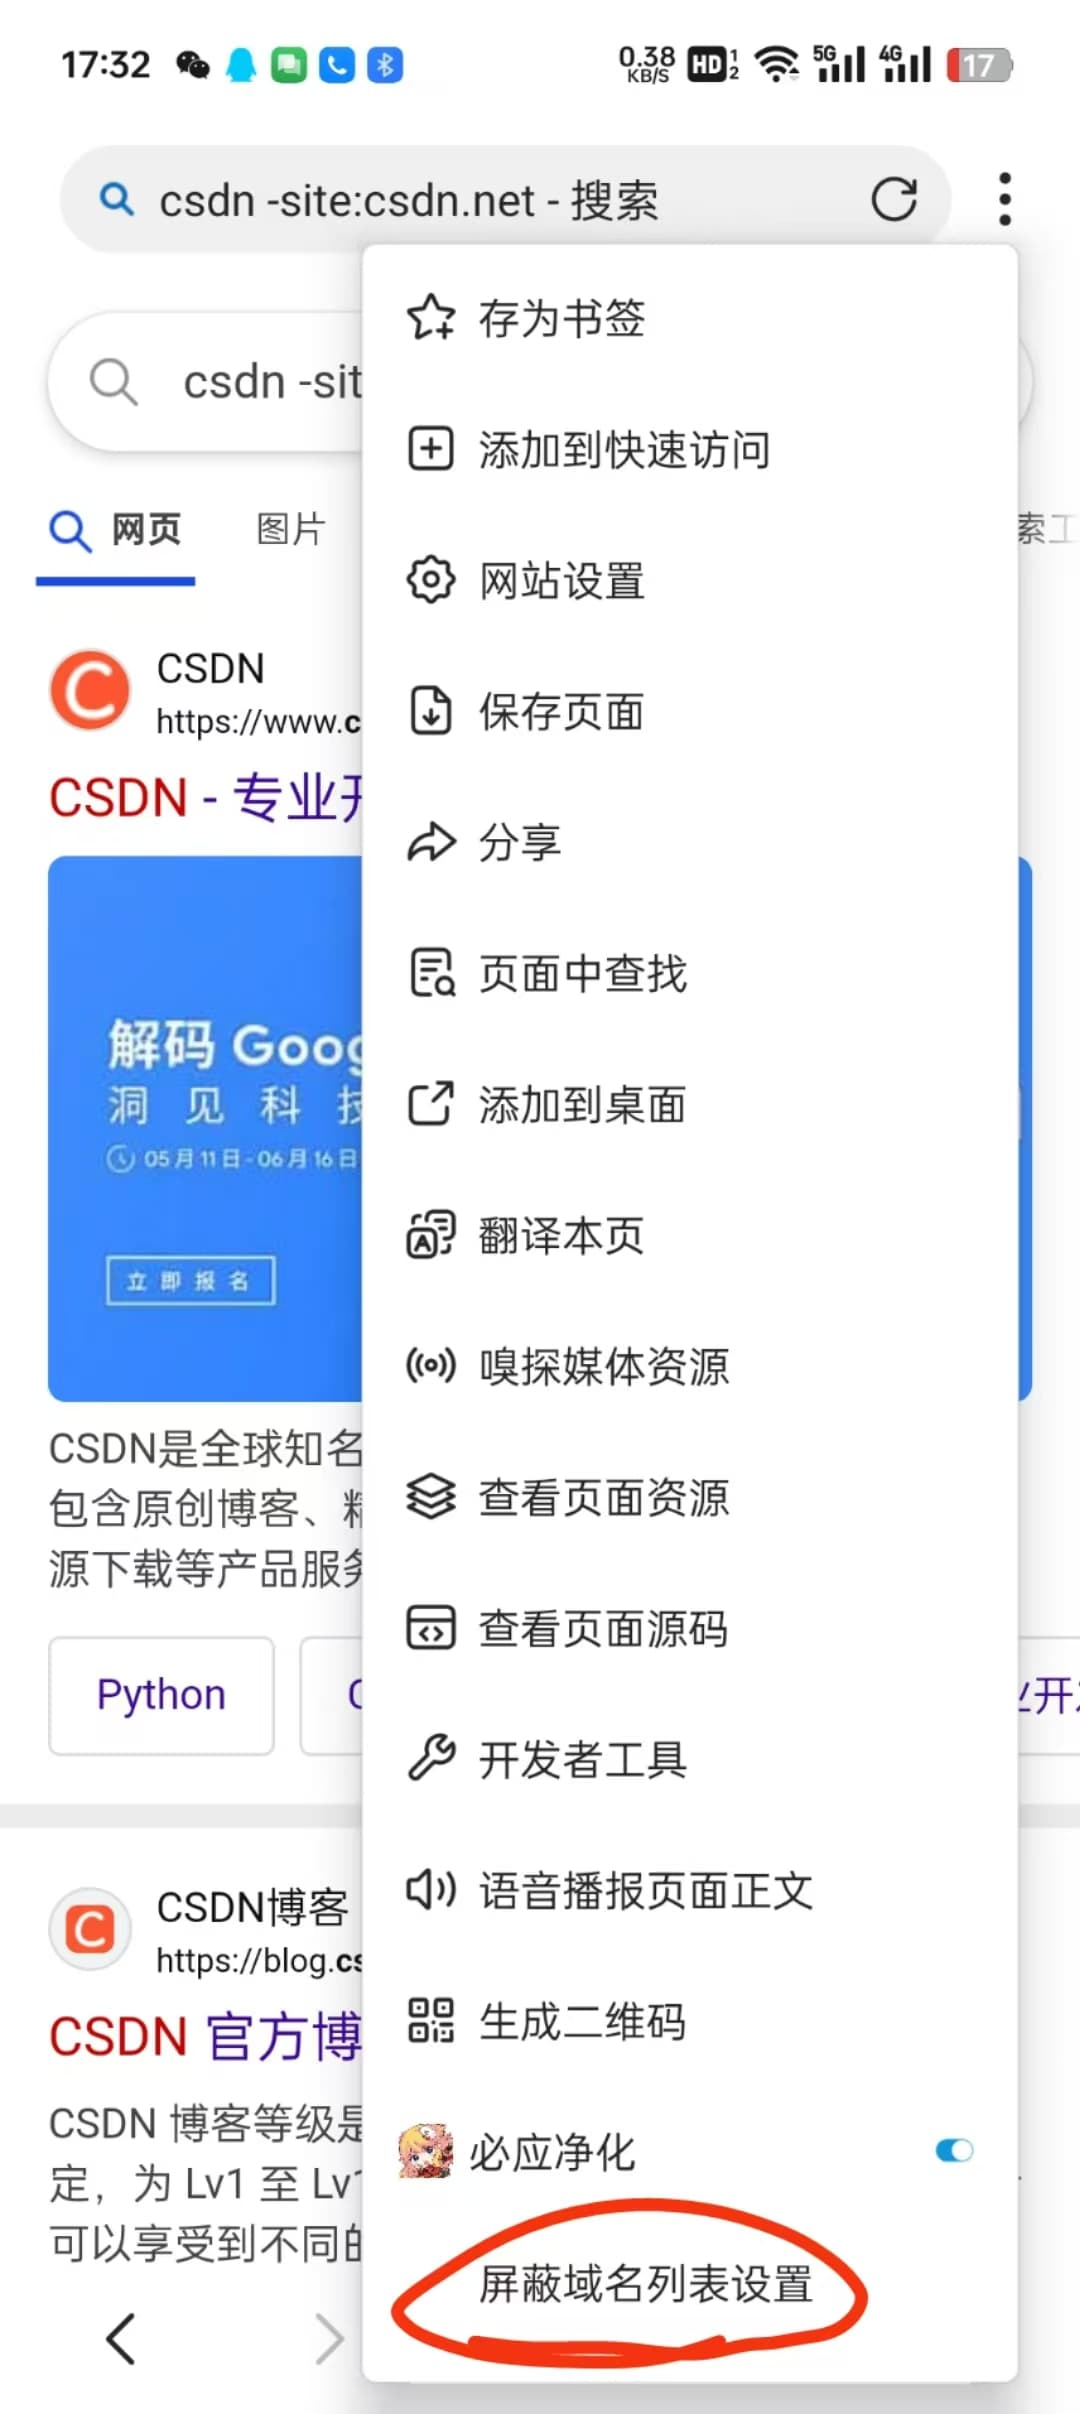 17:32
0.38 KB/S HD 1 2 5G 4G 17
csdn -site:csdn.net - 搜索
csdn -sit
网页 图片
索工
CSDN
https://www.c
CSDN - 专业开
解码 Goog
洞见科技
05月11日-06月16日
立即报名
CSDN是全球知名
包含原创博客、精
源下载等产品服务
Python
C
业开发
CSDN博客
https://blog.cs
CSDN 官方博
CSDN 博客等级是
定，为 Lv1 至 Lv1
可以享受到不同的
存为书签
添加到快速访问
网站设置
保存页面
分享
页面中查找
添加到桌面
翻译本页
嗅探媒体资源
查看页面资源
查看页面源码
开发者工具
语音播报页面正文
生成二维码
必应净化
屏蔽域名列表设置